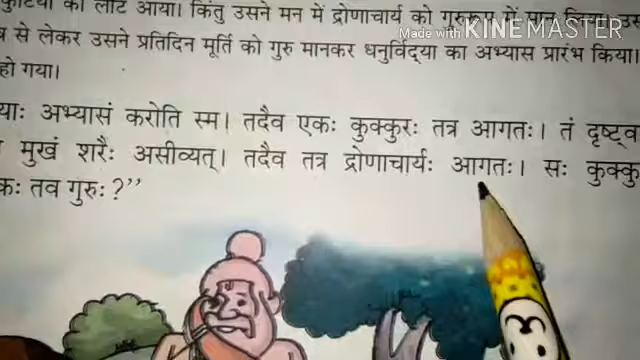 को लौट आया। किंतु उसने मन में द्रोणाचार्य को
Made with KINEMASTER
से लेकर उसने प्रतिदिन मूर्ति को गुरु मानकर धनुर्विद्या का अभ्यास प्रारंभ किया।
हो गया।
याः अभ्यासं करोति स्म। तदैव एकः कुक्कुरः तत्र आगतः। तं दृष्ट्व
मुखं शरैः असीव्यत्। तदैव तत्र द्रोणाचार्यः आगतः। सः कुक्कु
कः तव गुरुः ?”